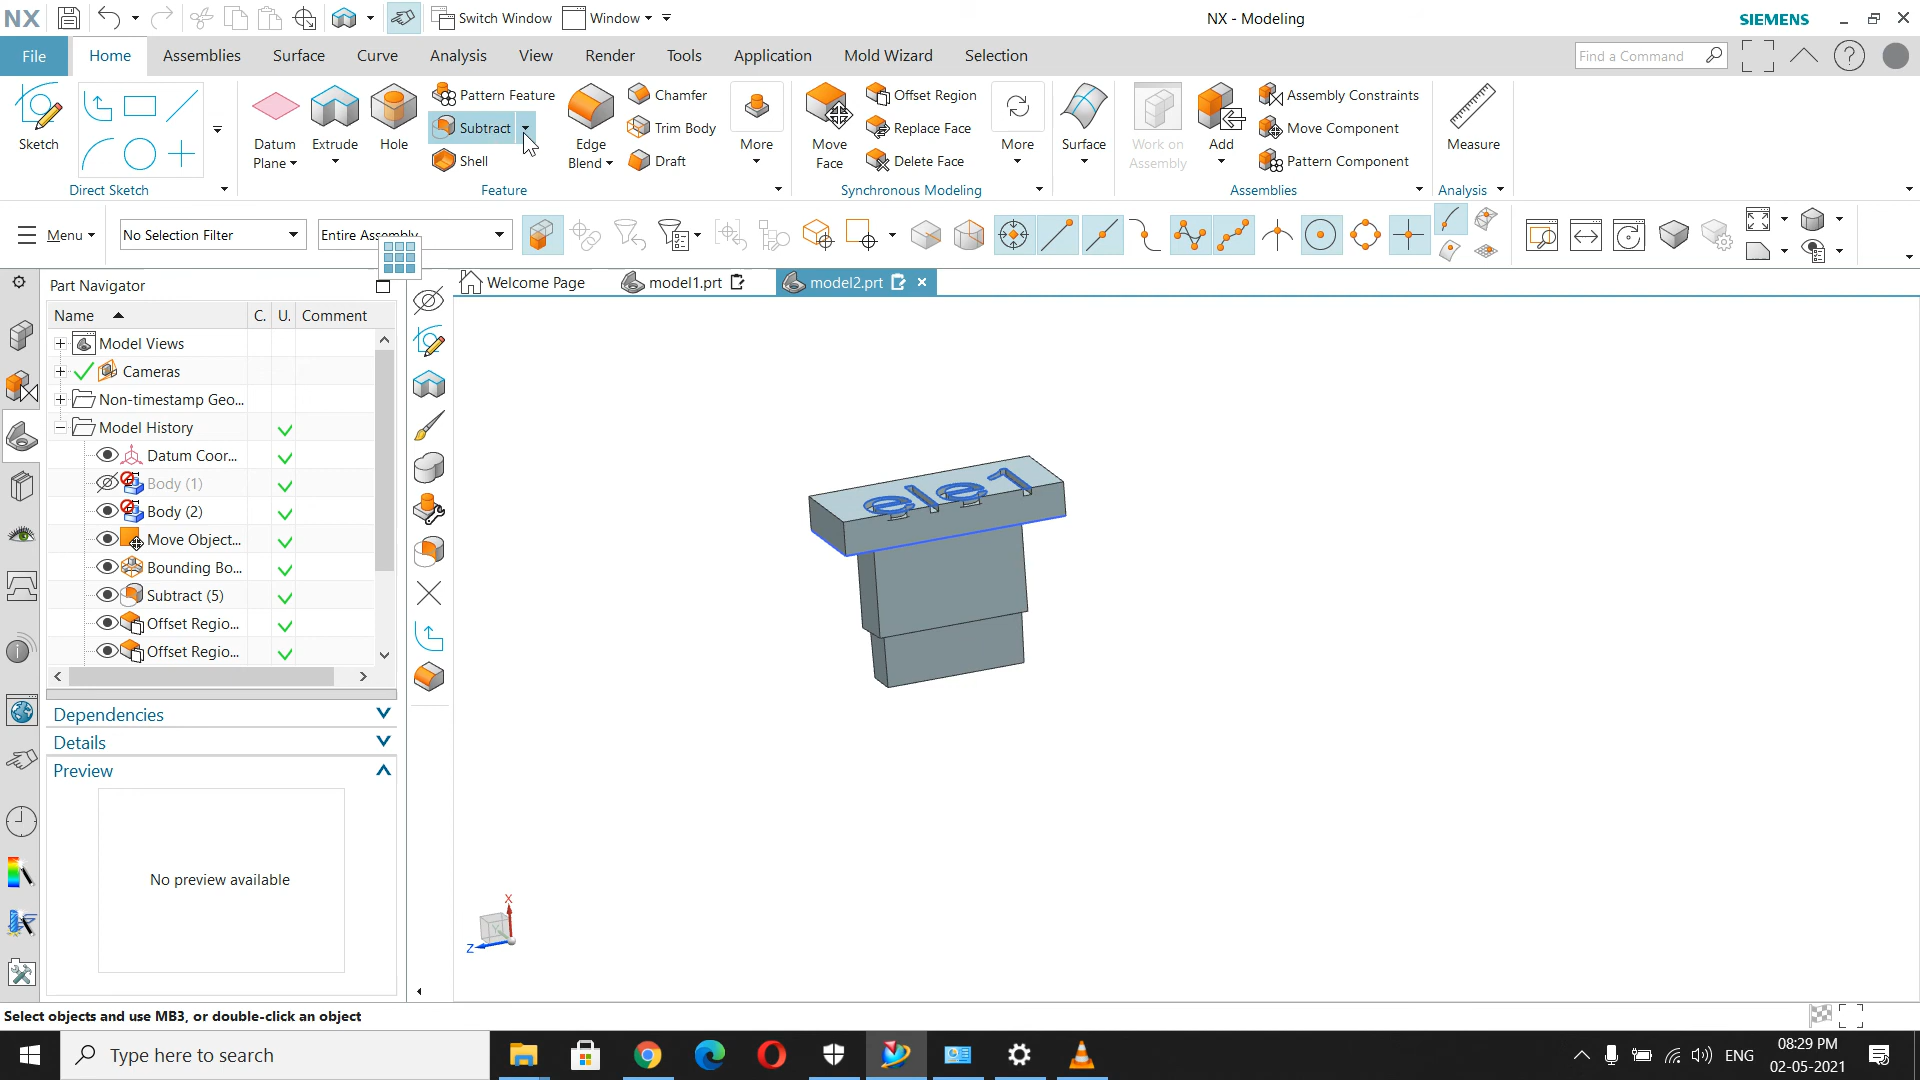 NX
Switch Window
Window
NX - Modeling
SIEMENS
File
Home
Assemblies
Surface
Curve
Analysis
View
Render
Tools
Application
Mold Wizard
Selection
Find a Command
Sketch
Direct Sketch
Datum Plane
Extrude
Hole
Pattern Feature
Subtract
Shell
Edge Blend
Chamfer
Trim Body
Draft
More
Feature
Move Face
Offset Region
Replace Face
Delete Face
More
Synchronous Modeling
Surface
Work on Assembly
Add
Assembly Constraints
Move Component
Pattern Component
Assemblies
Measure
Analysis
Menu
No Selection Filter
Entire Assembly
Part Navigator
Welcome Page
model1.prt
model2.prt
Name
C.
U.
Comment
Model Views
Cameras
Non-timestamp Geo...
Model History
Datum Coor...
Body (1)
Body (2)
Move Object...
Bounding Bo...
Subtract (5)
Offset Regio...
Offset Regio...
Dependencies
Details
Preview
No preview available
X
Y
Z
Select objects and use MB3, or double-click an object
Type here to search
ENG
08:29 PM
02-05-2021